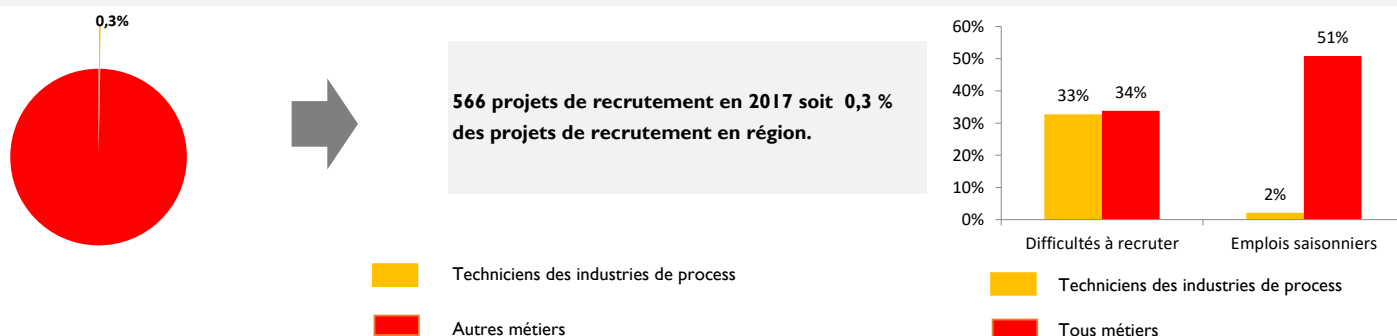 0,3%
566 projets de recrutement en 2017 soit 0,3 %
des projets de recrutement en région.
Techniciens des industries de process
Autres métiers
60%
50%
40%
30%
20%
10%
0%
33%
34%
2%
51%
Difficultés à recruter
Emplois saisonniers
Techniciens des industries de process
Tous métiers